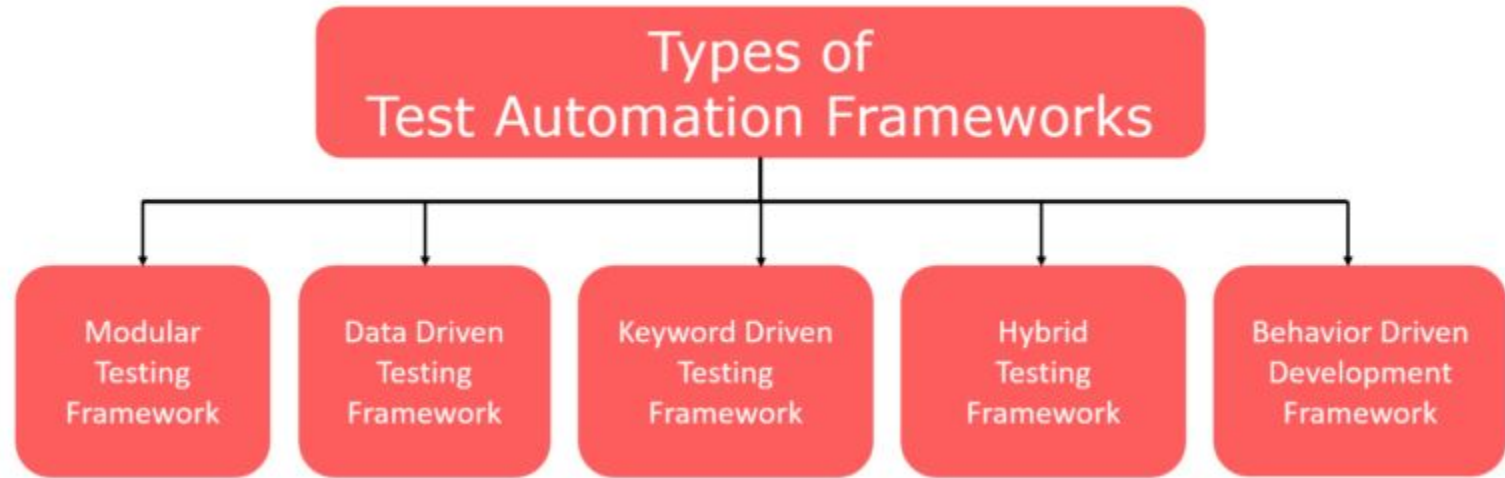 Types of
Test Automation Frameworks
Modular
Testing
Framework
Data Driven
Testing
Framework
Keyword Driven
Testing
Framework
Hybrid
Testing
Framework
Behavior Driven
Development
Framework